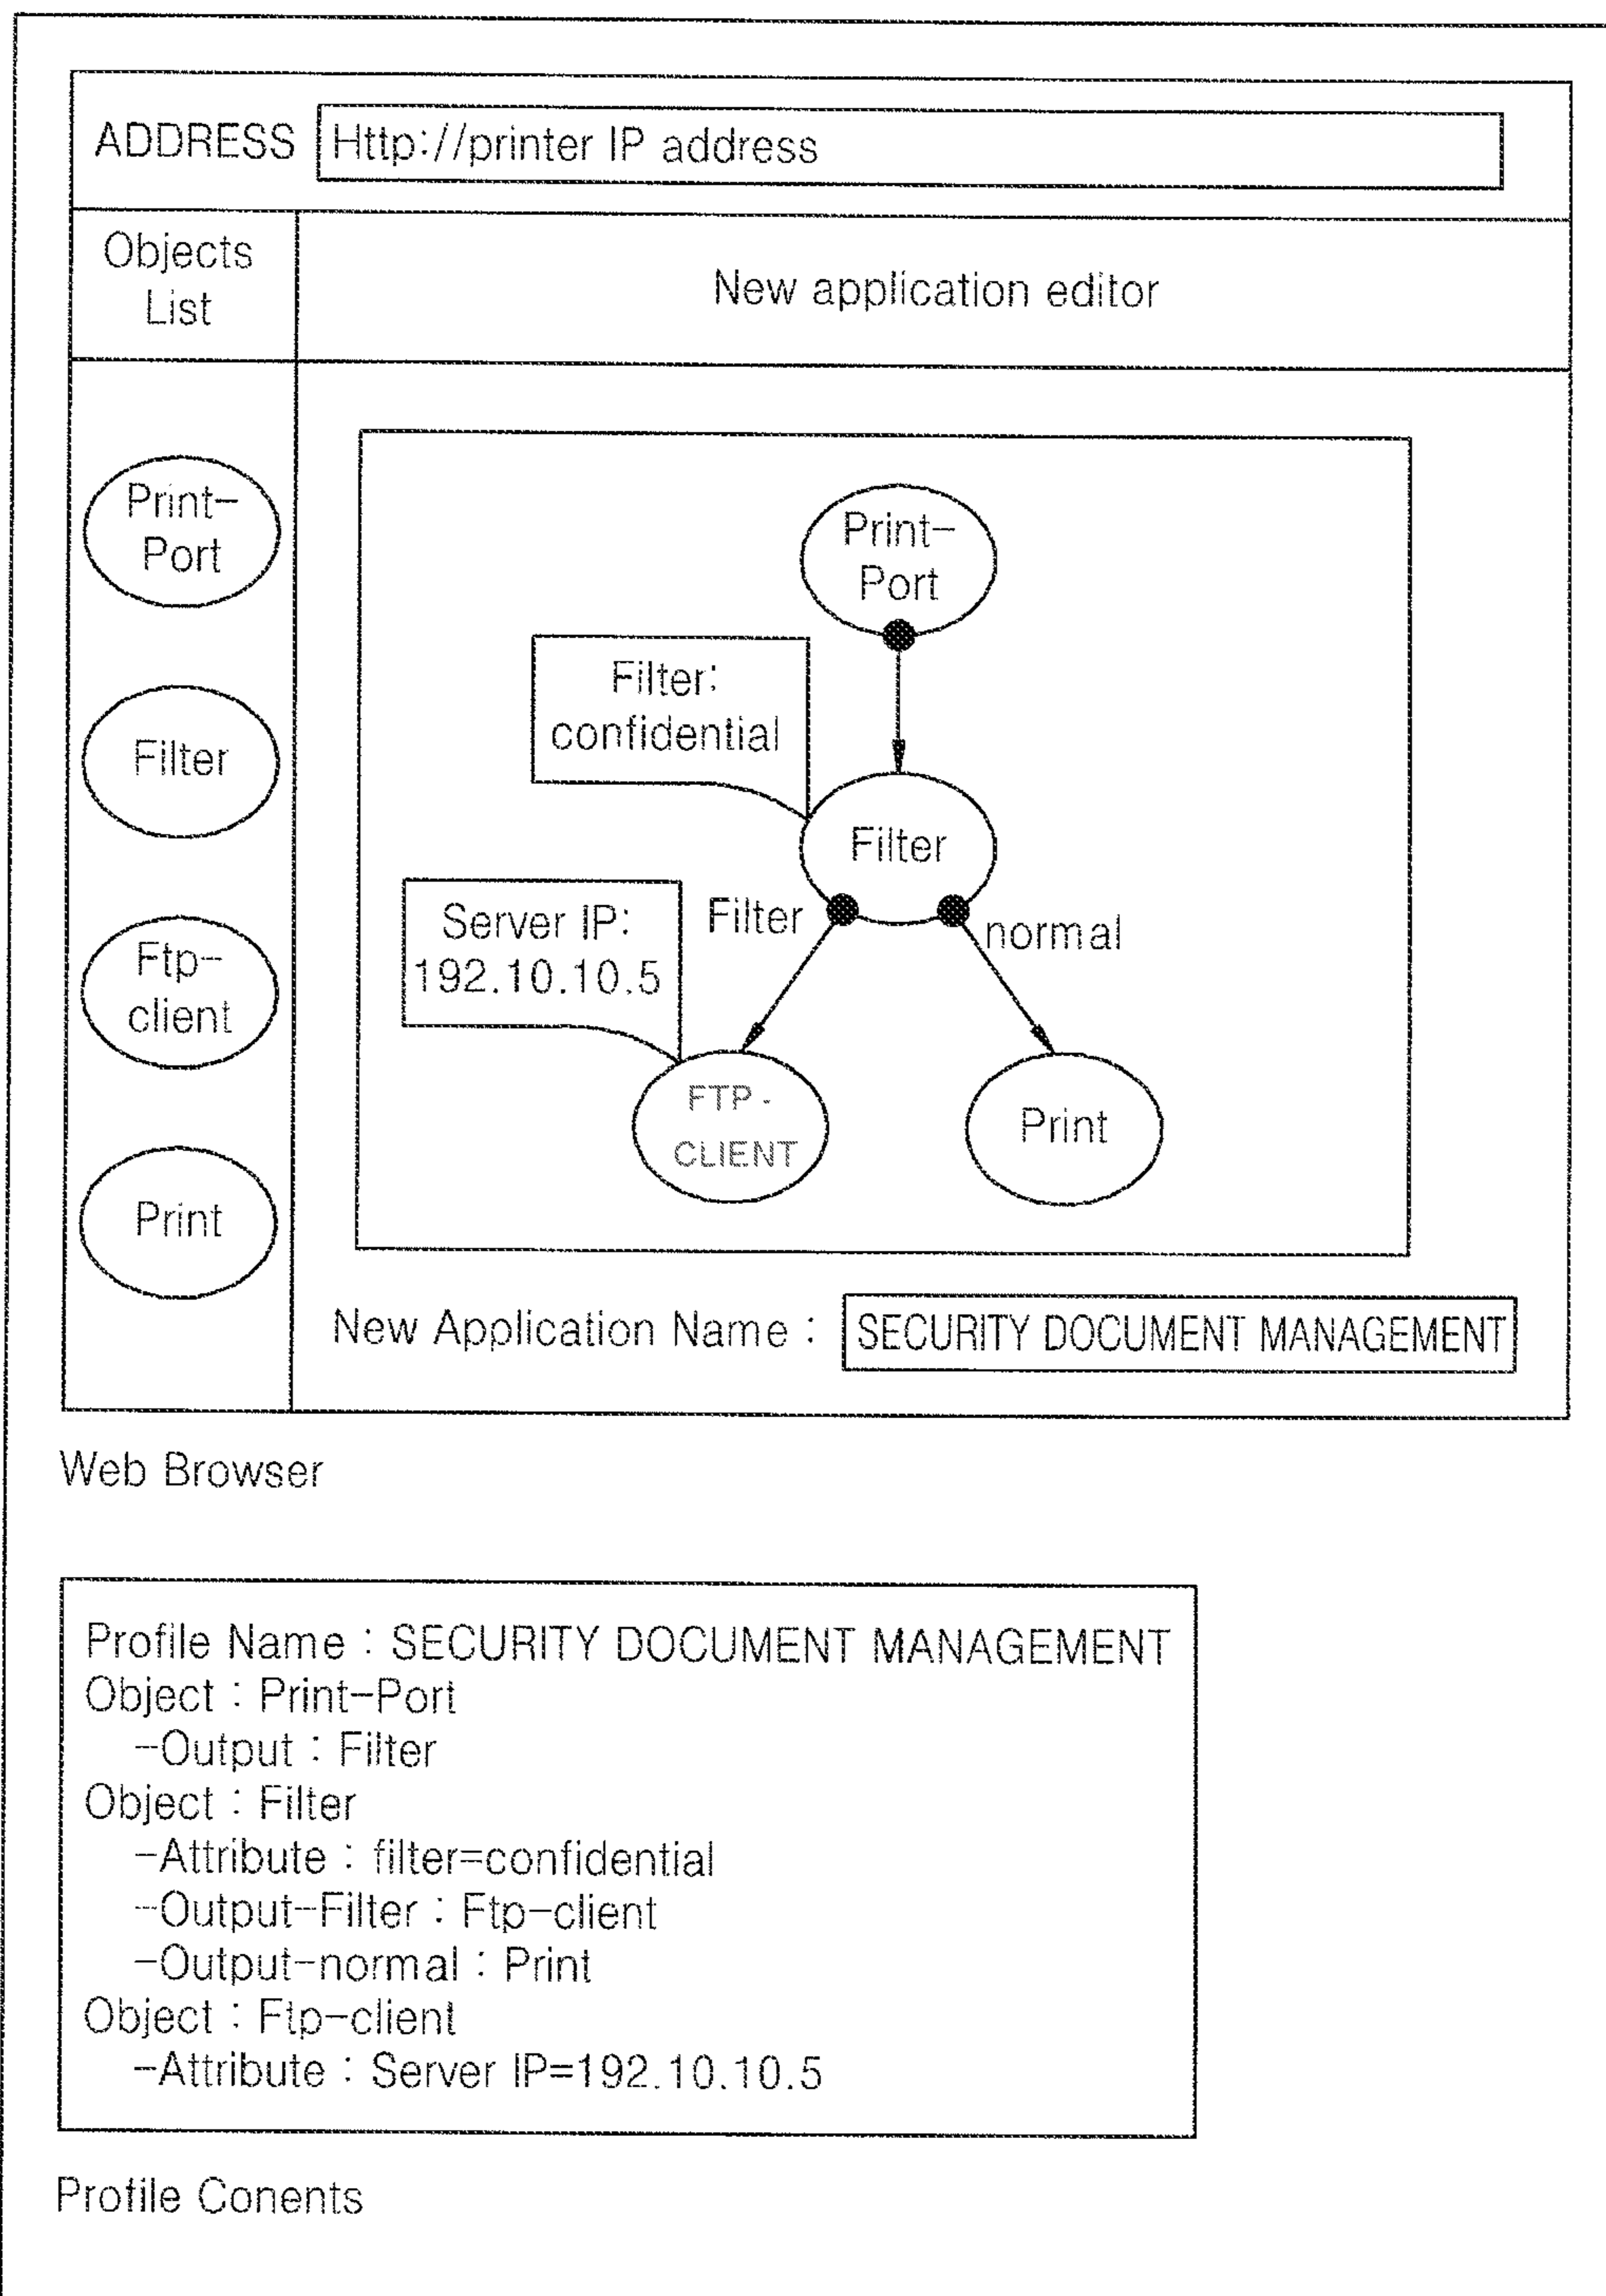 ADDRESS Http://printer IP address
Objects
List
New application editor
Print-
Port
Filter
Ftp-
client
Print
Print-
Port
Filter:
confidential
Filter
Filter
normal
Server IP:
192.10.10.5
FTP-
CLIENT
Print
New Application Name : SECURITY DOCUMENT MANAGEMENT
Web Browser
Profile Name : SECURITY DOCUMENT MANAGEMENT
Object : Print-Port
-Output : Filter
Object : Filter
-Attribute : filter=confidential
-Output-Filter : Ftp-client
-Output-normal : Print
Object : Ftp-client
-Attribute : Server IP=192.10.10.5
Profile Conents